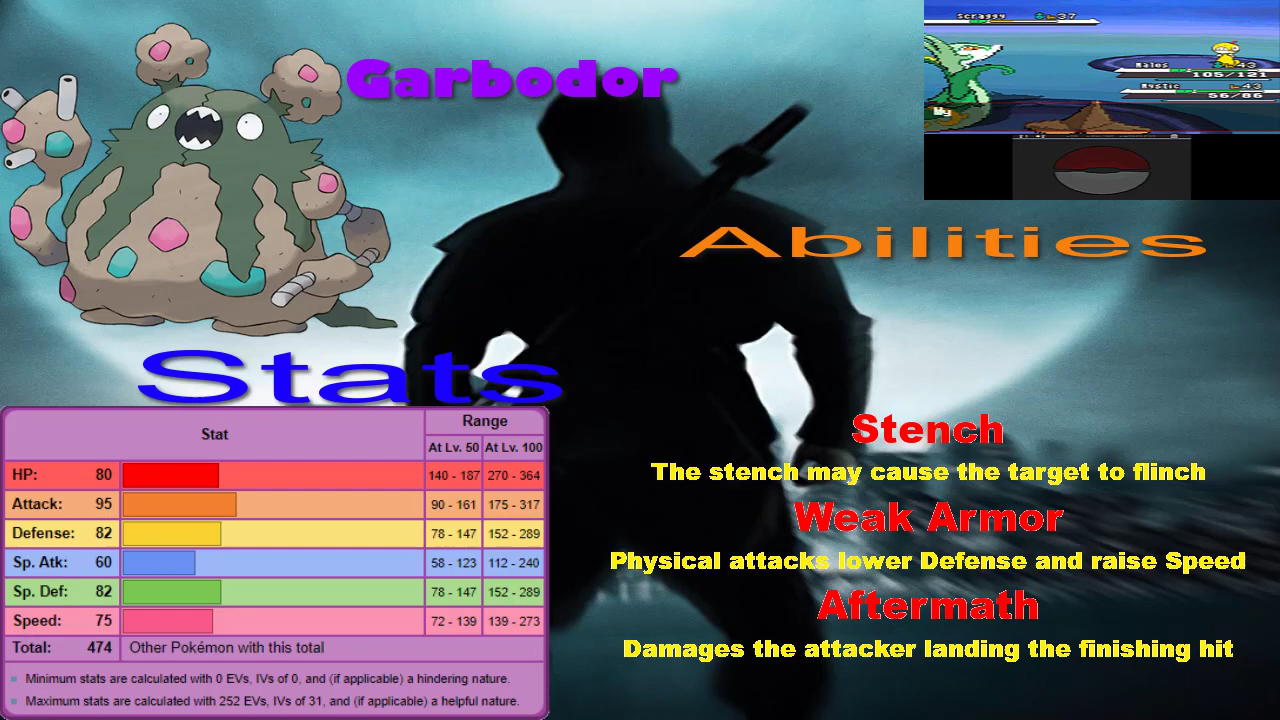 Garbodor
Scraggy 37
Males 43
105/121
Mystic 43
56/86
Abilities
Stats
Stat Range
At Lv. 50 At Lv. 100
HP: 80 140 - 187 270 - 364
Attack: 95 90 - 161 175 - 317
Defense: 82 78 - 147 152 - 289
Sp. Atk: 60 58 - 123 112 - 240
Sp. Def: 82 78 - 147 152 - 289
Speed: 75 72 - 139 139 - 273
Total: 474 Other Pokémon with this total
Minimum stats are calculated with 0 EVs, IVs of 0, and (if applicable) a hindering nature.
Maximum stats are calculated with 252 EVs, IVs of 31, and (if applicable) a helpful nature.
Stench
The stench may cause the target to flinch
Weak Armor
Physical attacks lower Defense and raise Speed
Aftermath
Damages the attacker landing the finishing hit